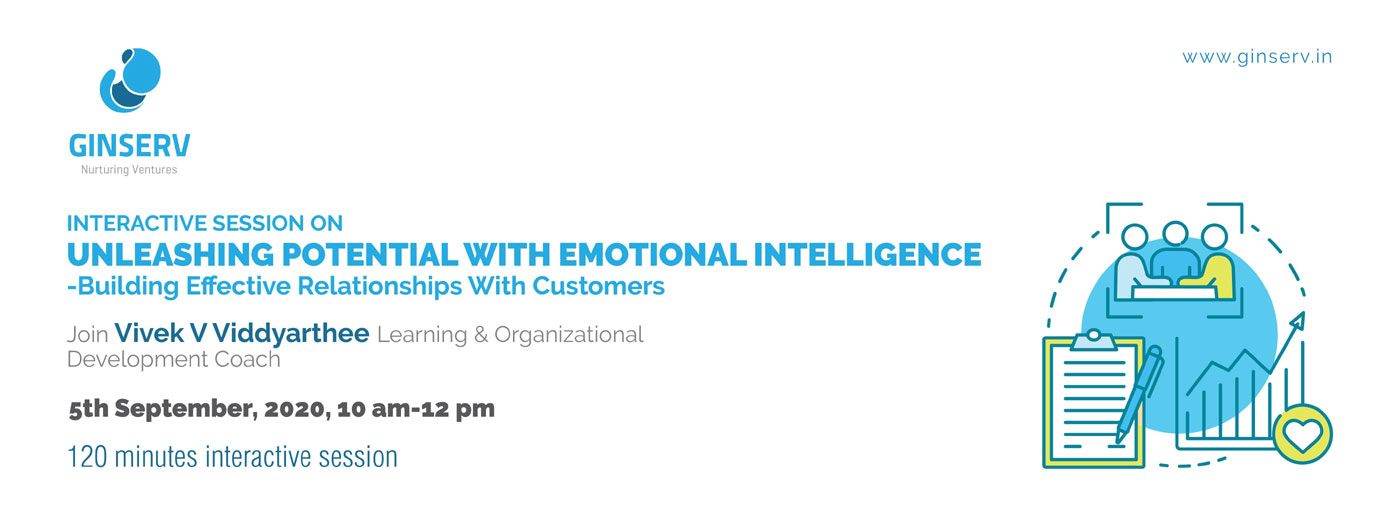 www.ginserv.in
GINSERV
Nurturing Ventures
INTERACTIVE SESSION ON
UNLEASHING POTENTIAL WITH EMOTIONAL INTELLIGENCE
-Building Effective Relationships With Customers
Join Vivek V Viddyarthee Learning & Organizational
Development Coach
5th September, 2020, 10 am-12 pm
120 minutes interactive session